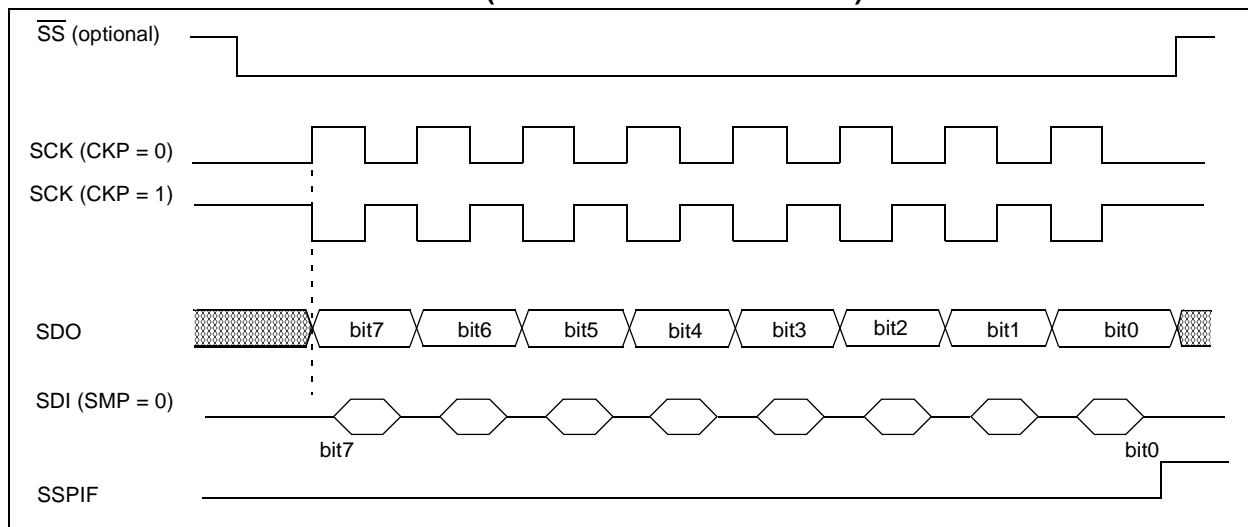 SS (optional)
SCK (CKP = 0)
SCK (CKP = 1)
SDO bit7 bit6 bit5 bit4 bit3 bit2 bit1 bit0
SDI (SMP = 0)
bit7 bit0
SSPIF